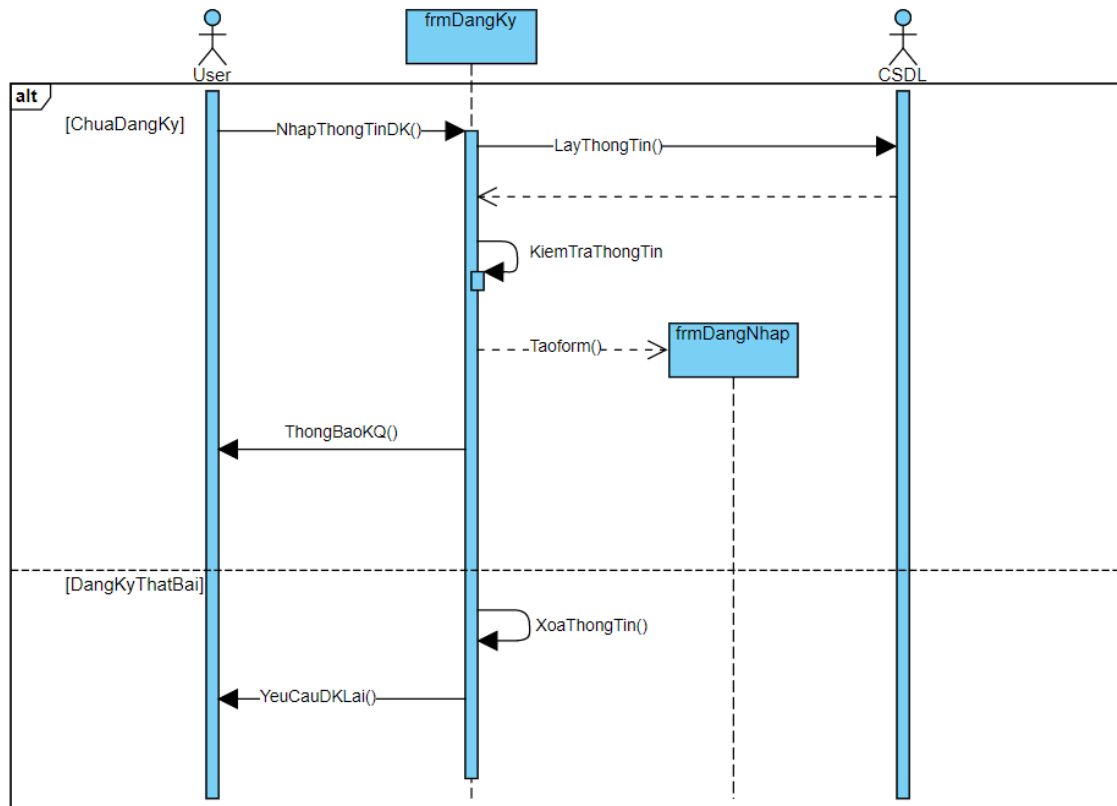 frmDangKy
User
CSDL
alt
[ChuaDangKy]
NhapThongTinDK()
LayThongTin()
KiemTraThongTin
Taoform()
frmDangNhap
ThongBaoKQ()
[DangKyThatBai]
XoaThongTin()
YeuCauDKLai()